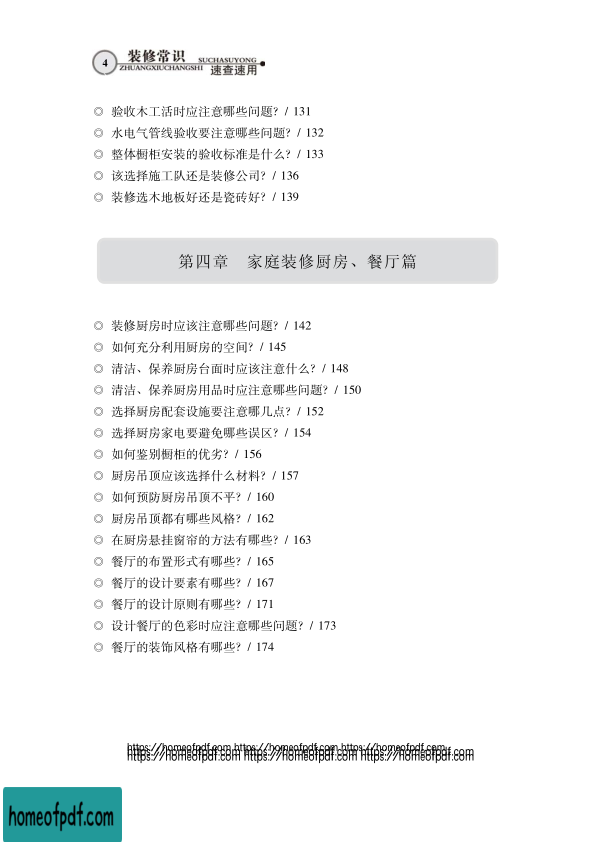 4
装修常识
ZHUANGXIUCHANGSHI
SUCHASUYONG
速查速用
◎ 验收木工活时应注意哪些问题？/ 131
◎ 水电气管线验收要注意哪些问题？/ 132
◎ 整体橱柜安装的验收标准是什么？/ 133
◎ 该选择施工队还是装修公司？/ 136
◎ 装修选木地板好还是瓷砖好？/ 139
第四章　家庭装修厨房、餐厅篇
◎ 装修厨房时应该注意哪些问题？/ 142
◎ 如何充分利用厨房的空间？/ 145
◎ 清洁、保养厨房台面时应该注意什么？/ 148
◎ 清洁、保养厨房用品时应注意哪些问题？/ 150
◎ 选择厨房配套设施要注意哪几点？/ 152
◎ 选择厨房家电要避免哪些误区？/ 154
◎ 如何鉴别橱柜的优劣？/ 156
◎ 厨房吊顶应该选择什么材料？/ 157
◎ 如何预防厨房吊顶不平？/ 160
◎ 厨房吊顶都有哪些风格？/ 162
◎ 在厨房悬挂窗帘的方法有哪些？/ 163
◎ 餐厅的布置形式有哪些？/ 165
◎ 餐厅的设计要素有哪些？/ 167
◎ 餐厅的设计原则有哪些？/ 171
◎ 设计餐厅的色彩时应注意哪些问题？/ 173
◎ 餐厅的装饰风格有哪些？/ 174
https://homeofpdf.com https://homeofpdf.com https://homeofpdf.com
https://homeofpdf.com https://homeofpdf.com https://homeofpdf.com
homeofpdf.com